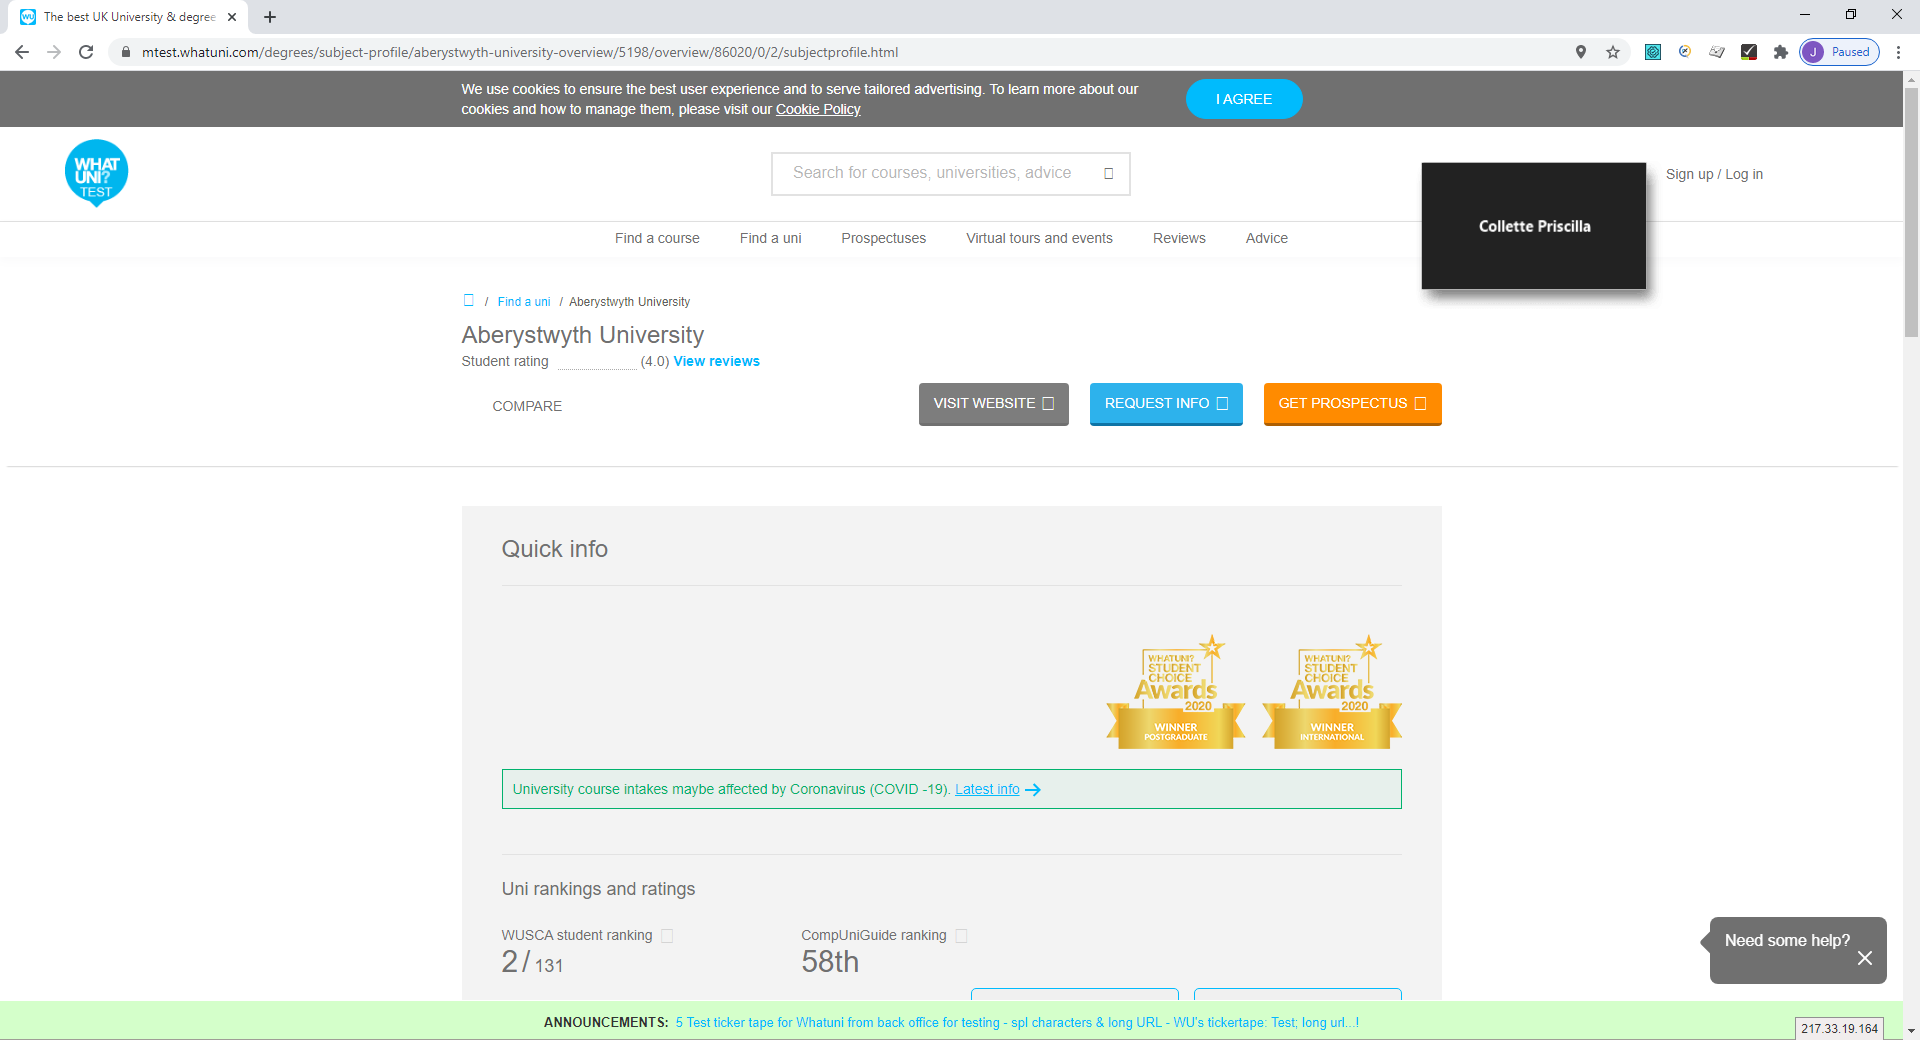 The best UK University & degree
mtest.whatuni.com/degrees/subject-profile/aberystwyth-university-overview/5198/overview/86020/0/2/subjectprofile.html
J Paused
We use cookies to ensure the best user experience and to serve tailored advertising. To learn more about our
cookies and how to manage them, please visit our Cookie Policy
I AGREE
WHAT
UNI?
TEST
Search for courses, universities, advice
Sign up / Log in
Collette Priscilla
Find a course Find a uni Prospectuses Virtual tours and events Reviews Advice
/ Find a uni / Aberystwyth University
Aberystwyth University
Student rating (4.0) View reviews
COMPARE
VISIT WEBSITE REQUEST INFO GET PROSPECTUS
Quick info
WHATUNI?
STUDENT
CHOICE
Awards
2020
WINNER
POSTGRADUATE
WHATUNI?
STUDENT
CHOICE
Awards
2020
WINNER
INTERNATIONAL
University course intakes maybe affected by Coronavirus (COVID -19). Latest info
Uni rankings and ratings
WUSCA student ranking CompUniGuide ranking
2 / 131 58th
Need some help?
ANNOUNCEMENTS: 5 Test ticker tape for Whatuni from back office for testing - spl characters & long URL - WU's tickertape: Test; long url...!
217.33.19.164